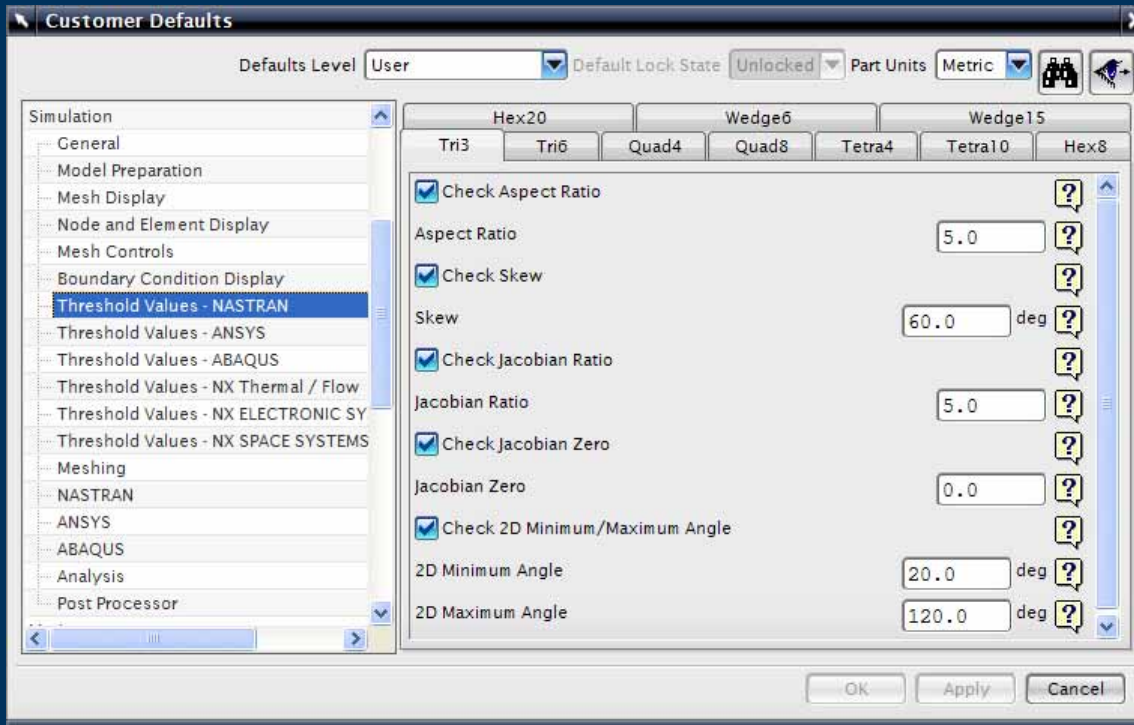 Customer Defaults
Defaults Level User Default Lock State Unlocked Part Units Metric
Simulation
General
Model Preparation
Mesh Display
Node and Element Display
Mesh Controls
Boundary Condition Display
Threshold Values - NASTRAN
Threshold Values - ANSYS
Threshold Values - ABAQUS
Threshold Values - NX Thermal / Flow
Threshold Values - NX ELECTRONIC SY
Threshold Values - NX SPACE SYSTEMS
Meshing
NASTRAN
ANSYS
ABAQUS
Analysis
Post Processor
Hex20 Wedge6 Wedge15
Tri3 Tri6 Quad4 Quad8 Tetra4 Tetra10 Hex8
Check Aspect Ratio ?
Aspect Ratio 5.0 ?
Check Skew ?
Skew 60.0 deg ?
Check Jacobian Ratio ?
Jacobian Ratio 5.0 ?
Check Jacobian Zero ?
Jacobian Zero 0.0 ?
Check 2D Minimum/Maximum Angle ?
2D Minimum Angle 20.0 deg ?
2D Maximum Angle 120.0 deg ?
OK Apply Cancel